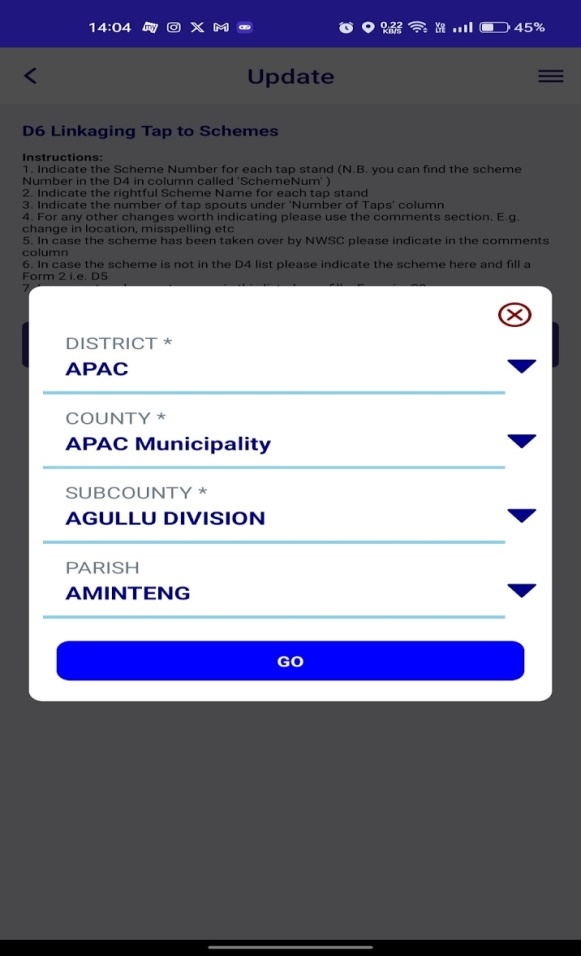 14:04
0.22
KB/S
45%
Update
D6 Linkaging Tap to Schemes
Instructions:
1. Indicate the Scheme Number for each tap stand (N.B. you can find the scheme
Number in the D4 in column called 'SchemeNum' )
2. Indicate the rightful Scheme Name for each tap stand
3. Indicate the number of tap spouts under 'Number of Taps' column
4. For any other changes worth indicating please use the comments section. E.g.
change in location, misspelling etc
5. In case the scheme has been taken over by NWSC please indicate in the comments
column
6. In case the scheme is not in the D4 list please indicate the scheme here and fill a
Form 2 i.e. D5
DISTRICT *
APAC
COUNTY *
APAC Municipality
SUBCOUNTY *
AGULLU DIVISION
PARISH
AMINTENG
GO